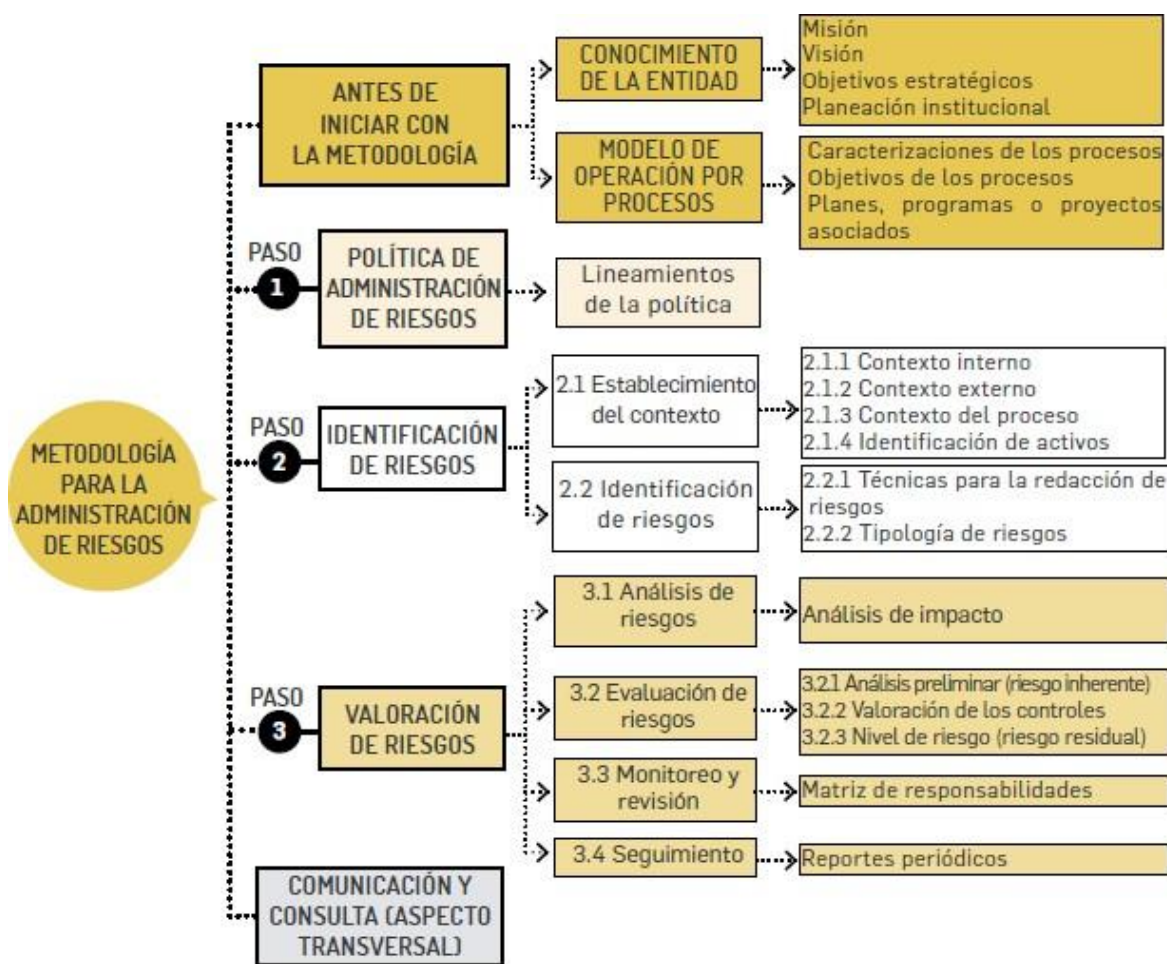 METODOLOGÍA
PARA LA
ADMINISTRACIÓN
DE RIESGOS
ANTES DE
INICIAR CON
LA METODOLOGÍA
CONOCIMIENTO
DE LA ENTIDAD
Misión
Visión
Objetivos estratégicos
Planeación institucional
MODELO DE
OPERACIÓN POR
PROCESOS
Caracterizaciones de los procesos
Objetivos de los procesos
Planes, programas o proyectos
asociados
PASO
1
POLÍTICA DE
ADMINISTRACIÓN
DE RIESGOS
Lineamientos
de la política
PASO
2
IDENTIFICACIÓN
DE RIESGOS
2.1 Establecimiento
del contexto
2.1.1 Contexto interno
2.1.2 Contexto externo
2.1.3 Contexto del proceso
2.1.4 Identificación de activos
2.2 Identificación
de riesgos
2.2.1 Técnicas para la redacción de
riesgos
2.2.2 Tipología de riesgos
PASO
3
VALORACIÓN
DE RIESGOS
3.1 Análisis de
riesgos
Análisis de impacto
3.2 Evaluación de
riesgos
3.2.1 Análisis preliminar (riesgo inherente)
3.2.2 Valoración de los controles
3.2.3 Nivel de riesgo (riesgo residual)
3.3 Monitoreo y
revisión
Matriz de responsabilidades
3.4 Seguimiento
Reportes periódicos
COMUNICACIÓN Y
CONSULTA (ASPECTO
TRANSVERSAL)